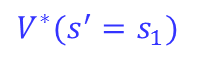 V*(s′ = s₁)